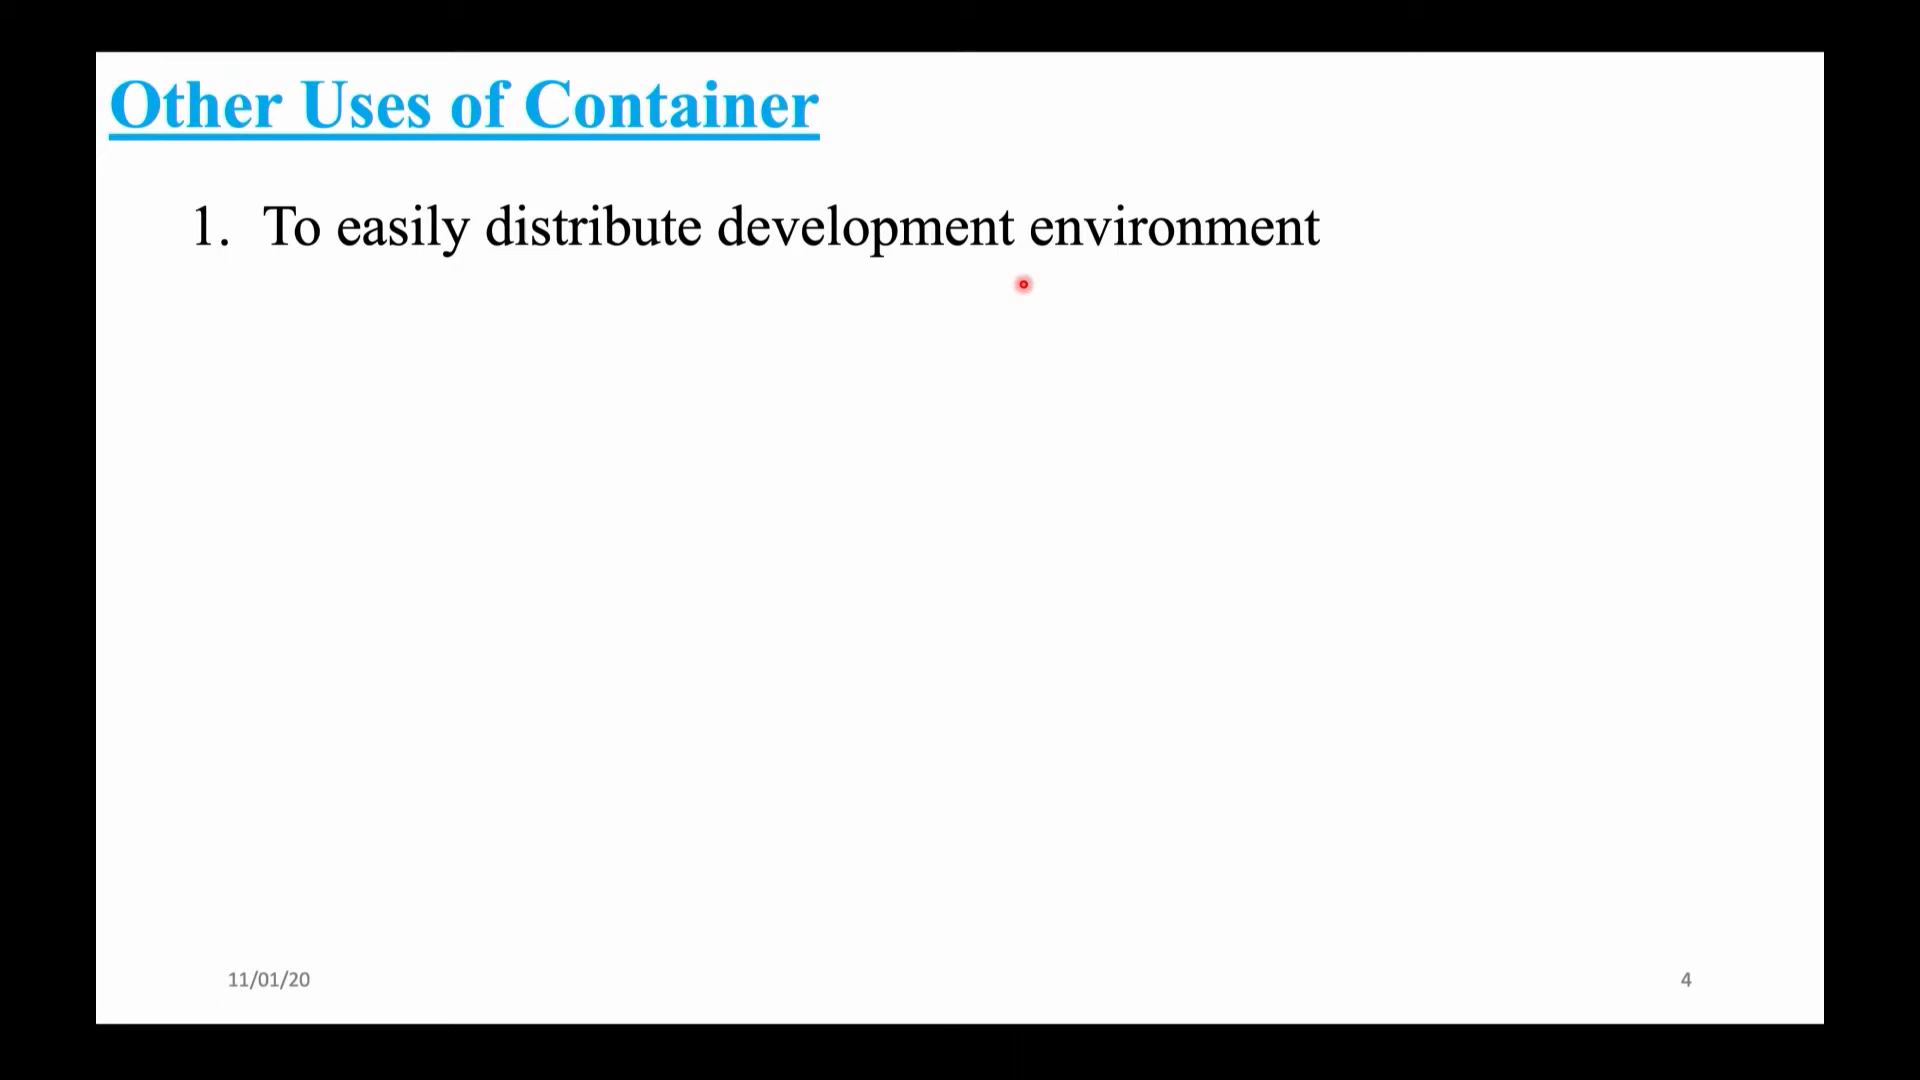 Other Uses of Container
1. To easily distribute development environment
11/01/20
4